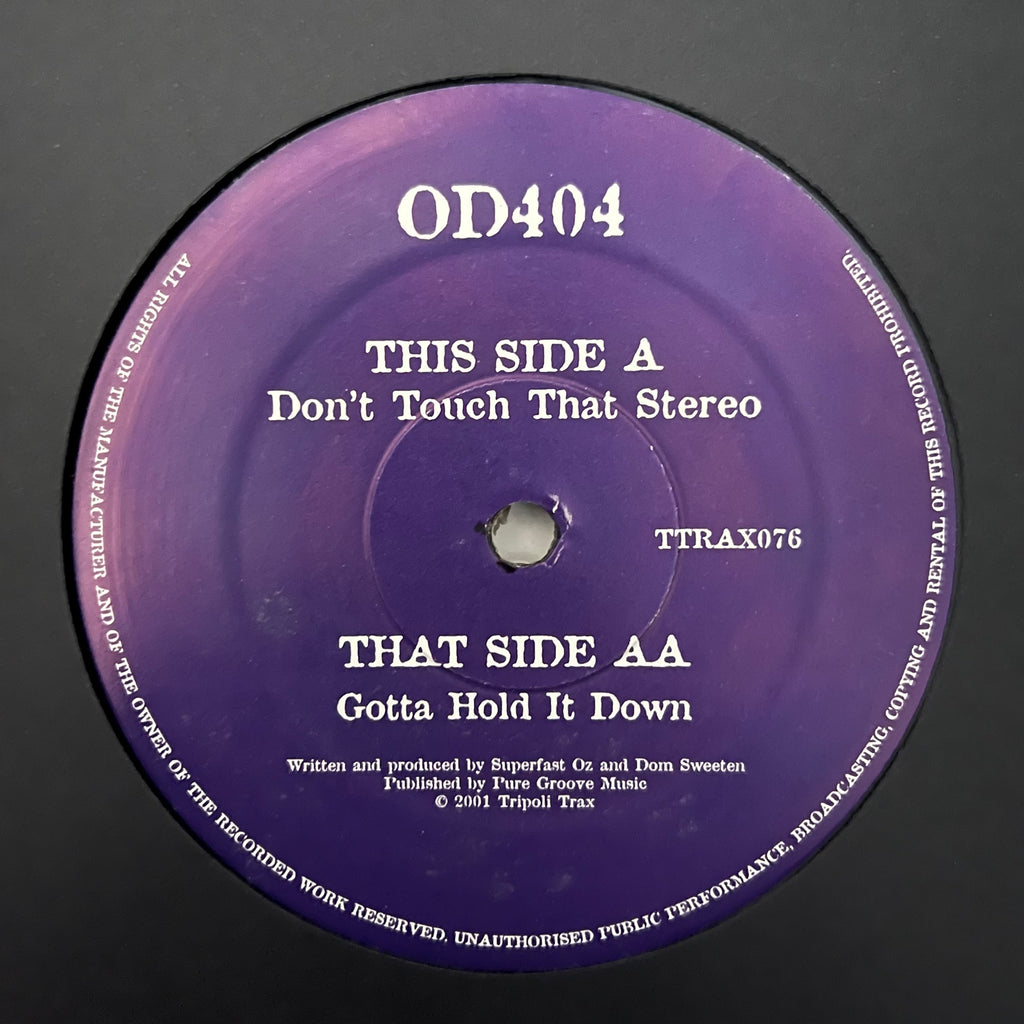 OD404
THIS SIDE A
Don't Touch That Stereo
TTRAX076
THAT SIDE AA
Gotta Hold It Down
Written and produced by Superfast Oz and Dom Sweeten
Published by Pure Groove Music
© 2001 Tripoli Trax
ALL RIGHTS OF THE MANUFACTURER AND OF THE OWNER OF THE RECORDED WORK RESERVED. UNAUTHORISED PUBLIC PERFORMANCE, BROADCASTING, COPYING AND RENTAL OF THIS RECORD PROHIBITED.